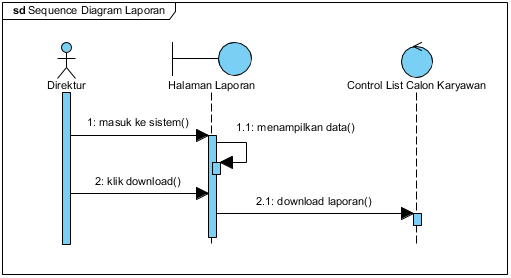 sd Sequence Diagram Laporan
Direktur
Halaman Laporan
Control List Calon Karyawan
1: masuk ke sistem()
1.1: menampilkan data()
2: klik download()
2.1: download laporan()